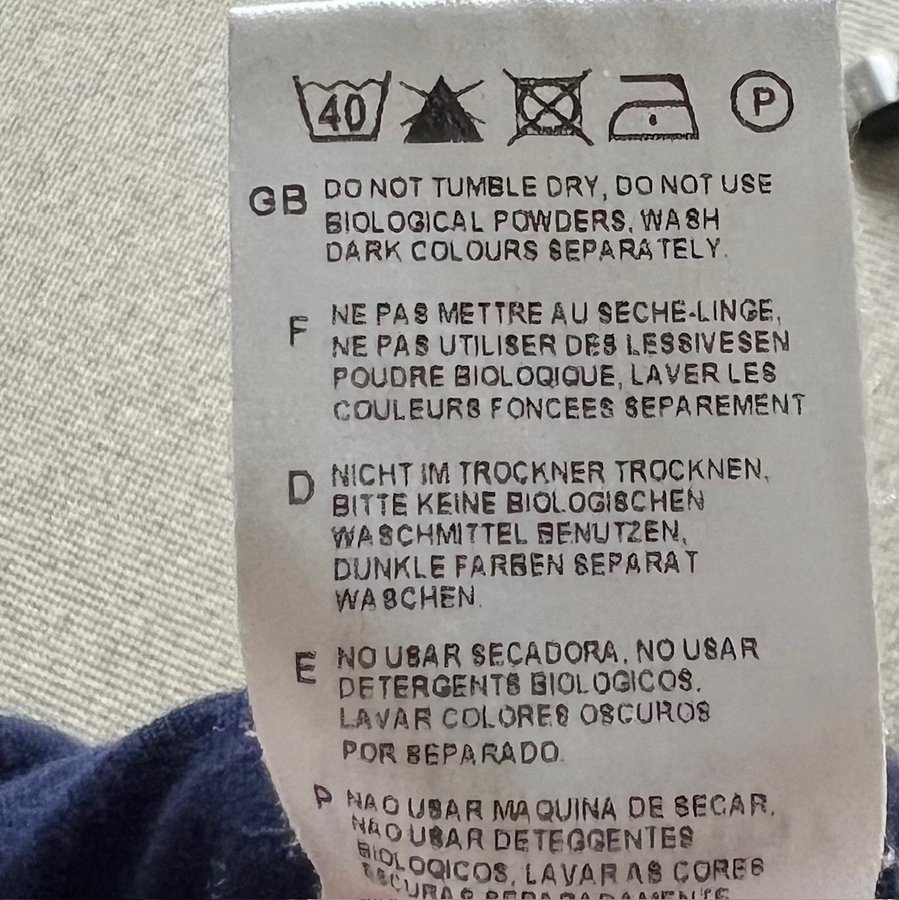 40
P
GB DO NOT TUMBLE DRY, DO NOT USE
BIOLOGICAL POWDERS, WASH
DARK COLOURS SEPARATELY.
F NE PAS METTRE AU SECHE-LINGE,
NE PAS UTILISER DES LESSIVESEN
POUDRE BIOLOQIQUE, LAVER LES
COULEURS FONCEES SEPAREMENT
D NICHT IM TROCKNER TROCKNEN,
BITTE KEINE BIOLOGISCHEN
WASCHMITTEL BENUTZEN,
DUNKLE FARBEN SEPARAT
WASCHEN.
E NO USAR SECADORA, NO USAR
DETERGENTS BIOLOGICOS.
LAVAR COLORES OSCUROS
POR SEPARADO.
P NAO USAR MAQUINA DE SECAR,
NAO USAR DETEGGENTES
BIOLOQICOS, LAVAR AS CORES
ESCURAS SEPARADAMENTE